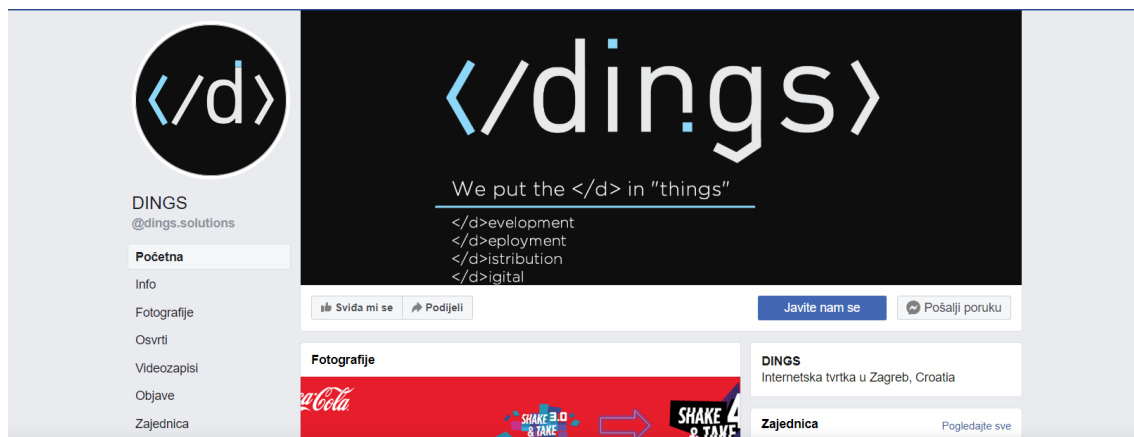 </d>
DINGS
@dings.solutions
Početna
Info
Fotografije
Osvrti
Videozapisi
Objave
Zajednica
</dings>
We put the </d> in "things"
</d>evelopment
</d>eployment
</d>istribution
</d>igital
Sviđa mi se
Podijeli
Javite nam se
Pošalji poruku
Fotografije
SHAKE 3.0
& TAKE
SHAKE
& TAKE
DINGS
Internetska tvrtka u Zagreb, Croatia
Zajednica
Pogledajte sve